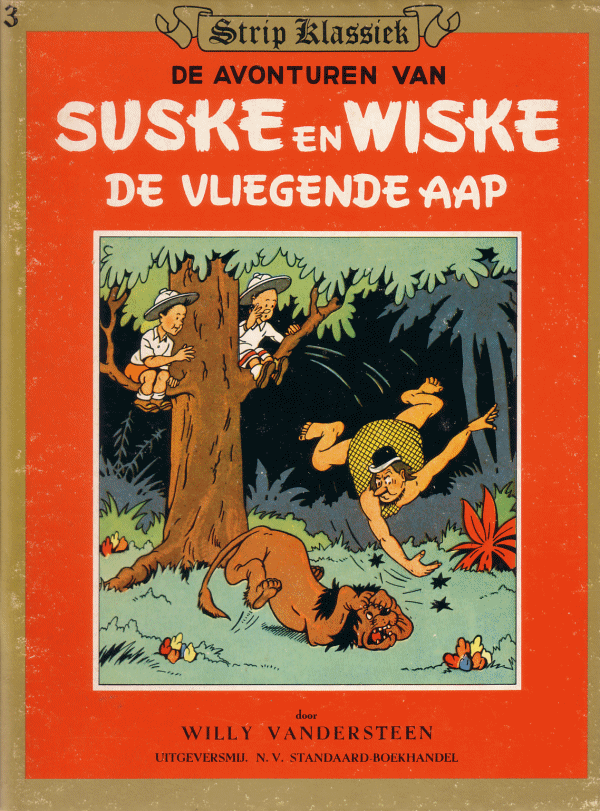 3
Strip Klassiek
DE AVONTUREN VAN
SUSKE EN WISKE
DE VLIEGENDE AAP
door
WILLY VANDERSTEEN
UITGEVERSMIJ. N.V. STANDAARD-BOEKHANDEL